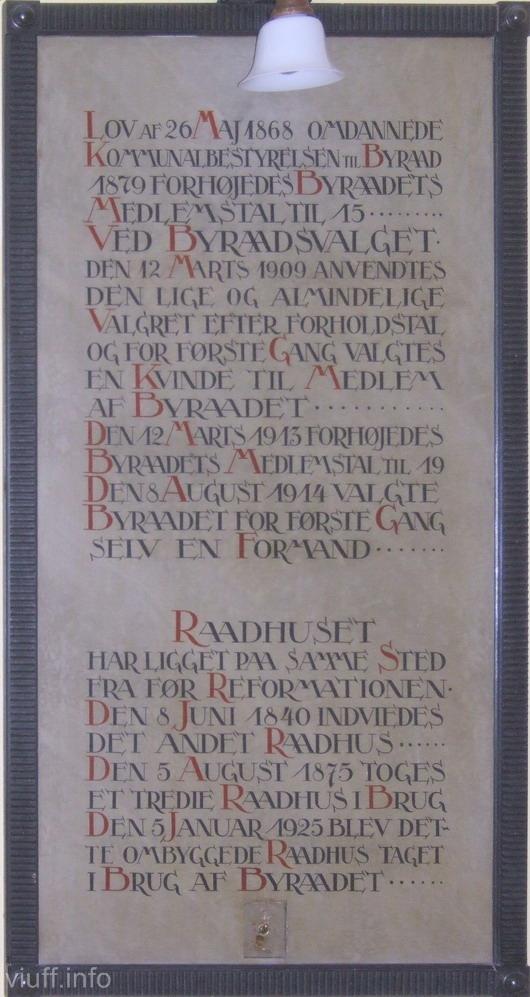 LOV AF 26 MAJ 1868 OMDANNEDE
KOMMUNALBESTYRELSEN TIL BYRAAD
1879 FORHØJEDES BYRAADETS
MEDLEMSTAL TIL 15 ·········
VED BYRAADSVALGET·
DEN 12 MARTS 1909 ANVENDTES
DEN LIGE OG ALMINDELIGE
VALGRET EFTER FORHOLDSTAL
OG FOR FØRSTE GANG VALGTES
EN KVINDE TIL MEDLEM
AF BYRAADET ············
DEN 12 MARTS 1913 FORHØJEDES
BYRAADETS MEDLEMSTAL TIL 19
DEN 8 AUGUST 1914 VALGTE
BYRAADET FOR FØRSTE GANG
SELV EN FORMAND ·······
RAADHUSET
HAR LIGGET PAA SAMME STED
FRA FØR REFORMATIONEN·
DEN 8 JUNI 1840 INDVIEDES
DET ANDET RAADHUS ······
DEN 5 AUGUST 1875 TOGES
ET TREDIE RAADHUS I BRUG
DEN 5 JANUAR 1925 BLEV DET-
TE OMBYGGEDE RAADHUS TAGET
I BRUG AF BYRAADET ······
viuff.info